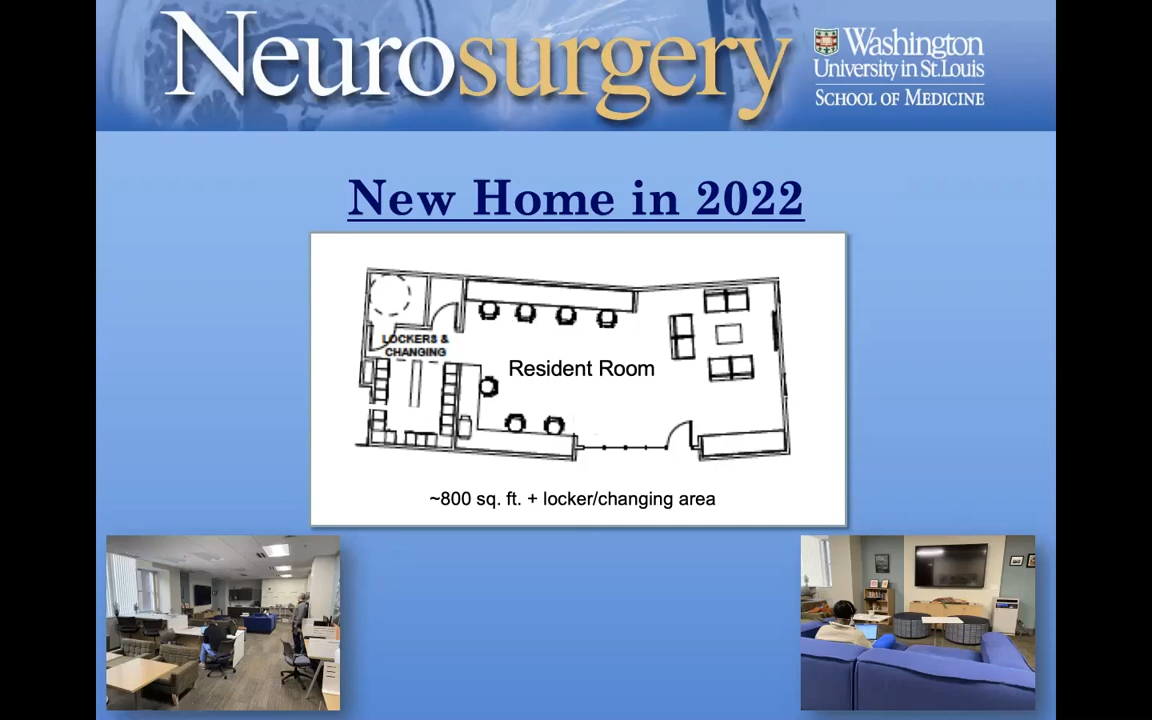 Neurosurgery
Washington
University in St. Louis
SCHOOL OF MEDICINE
New Home in 2022
LOCKERS &
CHANGING
Resident Room
~800 sq. ft. + locker/changing area